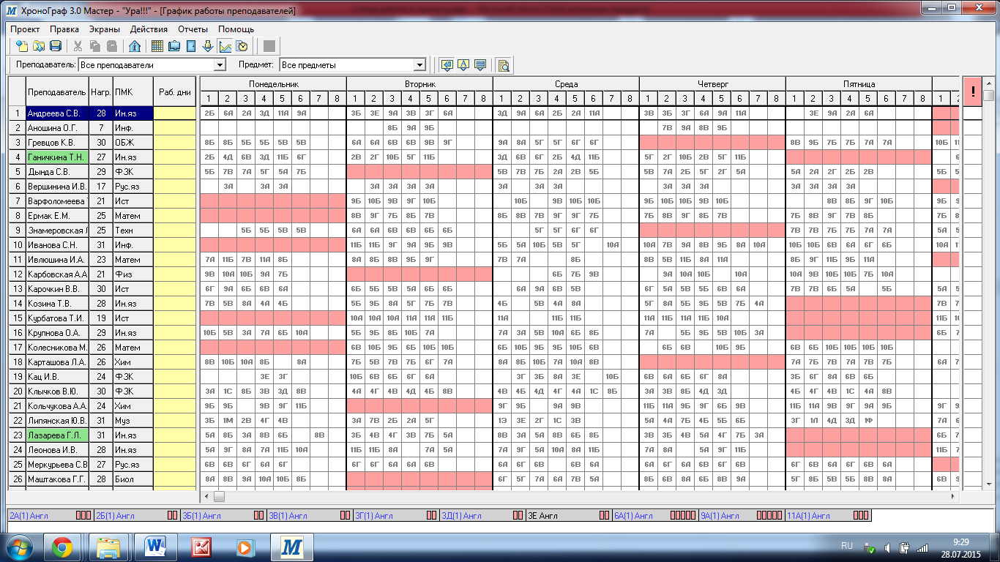 ХроноГраф 3.0 Мастер - "Ура!!!" - [График работы преподавателей]
Проект Правка Экраны Действия Отчеты Помощь
Преподаватель: Все преподаватели Предмет: Все предметы
Преподаватель Нагр. ПМК Раб. дни Понедельник Вторник Среда Четверг Пятница !
1 2 3 4 5 6 7 8 1 2 3 4 5 6 7 8 1 2 3 4 5 6 7 8 1 2 3 4 5 6 7 8 1 2 3 4 5 6 7 8 1
1 Андреева С.В. 28 Ин.яз 2Б 6А 2А 3Д 11А 9А 3Б 3Е 9А 3В 3Г 6А 3Д 9А 6А 2Б 2А 11А 3В 3Б 3Г 6А 9А 11А 3Е 9А 2А 6А
2 Аношина О.Г. 7 Инф. 8Б 9А 9Б 7В 9А 8В 9Б
3 Гревцов К.В. 30 ОБЖ 8Б 8Б 5Б 5Б 5В 5В 6А 6А 6В 6В 9В 9Г 9А 8А 5Г 5Г 6Г 6Г 8В 9Б 7Б 7Б 7А 7А 10Б
4 Ганичкина Т.Н. 27 Ин.яз 2Б 4Д 6В 3Д 11Б 6Г 2В 2Г 10Б 5Г 11Б 3Д 6В 6Г 2Б 4Д 11Б 5Г 2Г 10Б 2В 5Г 11Б
5 Дында С.В. 29 ФЗК 5Б 7В 7А 5Г 5А 7Б 5В 7В 7Б 2А 2В 5Б 5В 7А 2Б 5Г 2Г 5А 5А 2А 2Г 2Б 2В 5Б
6 Вершинина И.В. 17 Рус.яз 3А 3А 3А 3А 3А 3А 3А 3А 3А 3А 3А 3А 3А 3А 3А 3А 3А
7 Варфоломеева 21 Ист 9Б 10Б 9В 9Г 10Б 10Б 9В 10Б 9Г 9Б 10Б 9В 10Б 8В 8Б 9Г 10Б 9Б
8 Ермак Е.М. 25 Матем 8В 9Г 7Б 8Б 7В 8Б 8В 7В 9Г 9Г 7Б 7Б 8В 9Г 8Б 7В 7Б 8В 9Г 7В 8Б 7Б
9 Знамеровская 25 Техн 5Б 5Б 5В 5В 6А 6А 6В 6В 6Б 6Б 5Г 5Г 6Г 6Г 7В 7В 7Б 7Б 7А 7А 5А
10 Иванова С.Н. 31 Инф. 11Б 11Б 9Г 9А 9Б 9В 5Б 5А 10Б 5В 5Г 10А 10А 7В 9А 8В 9Б 8А 10А 10Б 10Б 6В 6А 6Г 6Б 10А
11 Ивлюшина И.А. 23 Матем 7А 11Б 7В 11А 8Б 8А 8Б 8В 9Б 9Г 7В 7А 8Б 8В 5В 11Б 8А 11А 8Б 9Г 11Б 9Б 11А
12 Карбовская А.А 21 Физ 9В 10А 10Б 9А 7Б 6Б 7Б 9В 9А 10А 10Б 10А 10А 9В 10Б 10Б 7Б 10А
13 Карочкин В.В. 30 Ист 6Г 9А 6Б 6В 6А 6Б 5Б 5В 5А 6Б 6Б 6А 9А 6В 5В 6Г 5А 5В 5Б 6В 6А 7В 7В 6Б 5А 5Б 5А
14 Козина Т.В. 28 Ин.яз 7В 5В 8А 4А 4Б 5Б 9Б 8А 5Г 7Б 7В 4Б 5В 4А 8А 5Г 8А 5Б 9Б 5В 7Б 4А 7В
15 Курбатова Т.И. 19 Ист 10А 10А 10А 11А 11А 11Б 11А 11Б 11Б 11А 11Б 11А 11Б 10А 11Б
16 Крупнова О.А. 29 Ин.яз 10Б 5В 3А 7А 6Б 10А 5Б 9Б 8Б 10Б 7А 7А 3А 5В 10А 6Б 8Б 7А 5Б 9Б 5В 10Б 3А 6Б
17 Колесникова М. 26 Матем 6В 10Б 9Б 6Б 10Б 10Б 6Б 10Б 9Б 9Б 10Б 6В 6Б 6В 10Б 9Б 6В 6Б 10Б 10Б 10Б 10Б
18 Карташова Л.А. 26 Хим 8В 10Б 10А 8Б 8А 7Б 5В 7В 7Б 6Г 7А 8А 8Б 10Б 7А 10А 8В 7А 7Б 7В 7А 7В 7Б 6А
19 Кац И.В. 24 ФЗК 3Е 3Г 10Б 6В 6Б 6Г 6А 3Г 3Б 8А 3Е 10Б 6В 6А 6Б 6Г 8А 3Б 6Г 8А 6В 6Б
20 Клычков В.Ю. 30 ФЗК 3А 1С 8Б 3В 3Д 8В 4Г 4А 4В 4Д 4Б 8В 4В 4Б 4Д 4Г 4А 1С 8Б 3А 3В 8Б 4Д 3Д 4Б 4Г 4В 1С 4А 8В
21 Кольчукова А.А. 24 Хим 9Б 9Б 9В 9Г 11Б 9Г 9Б 9А 9В 11Б 11А 9Б 9Г 6Б 9В 11Б 11А 9В 9Г 9А 9Б 9Г
22 Липянская Ю.В. 31 Муз 3Б 1М 2В 4Г 4В 3А 7В 2Б 2А 5Г 1Э 3Е 2Г 1С 3В 5А 4А 7Б 4Б 5Б 6Б 3Г 1Л 4Д 3Д 1Ф 7А
23 Лазарева Г.Л. 31 Ин.яз 5А 8Б 3А 8В 6Б 8В 3Б 4В 4Г 3В 7Б 5А 8В 3А 5А 8Б 6Б 8Б 3В 3Б 4В 5А 4Г 7Б 3А 6Б
24 Леонова И.В. 28 Ин.яз 5А 9Г 8А 7А 11Б 10А 11Б 11Б 8А 7А 5А 7А 9Г 5А 10А 8А 11Б 7А 8А 5А 9Г 11Б 11Б
25 Меркурьева С.В 27 Рус.яз 6В 6В 6Г 6А 6Г 6Г 6Г 6А 6А 6В 6А 6Г 6В 6В 6А 6А 6Г 6А 6В 6Г 6В 6Г 6В 6А 6Г 6В 6А
26 Маштакова Г.Г. 28 Биол 8А 8В 9А 10А 10Б 8Б 6Г 5Г 7А 6А 7В 5А 8Б 6В 8А 6Б 8В 9А 5Г 8Б 5Б 5В 8В 8А
2А(1) Англ 2Б(1) Англ 3Б(1) Англ 3В(1) Англ 3Г(1) Англ 3Д(1) Англ 3Е Англ 6А(1) Англ 9А(1) Англ 11А(1) Англ
RU 9:29
28.07.2015